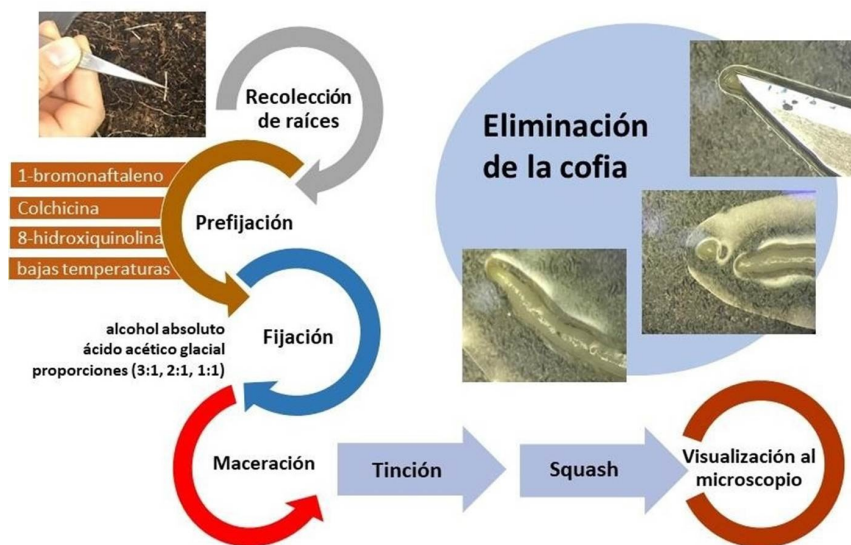 Recolección
de raíces
Eliminación
de la cofia
1-bromonaftaleno
Colchicina
8-hidroxiquinolina
bajas temperaturas
Prefijación
alcohol absoluto
ácido acético glacial
proporciones (3:1, 2:1, 1:1)
Fijación
Maceración
Tinción
Squash
Visualización al
microscopio